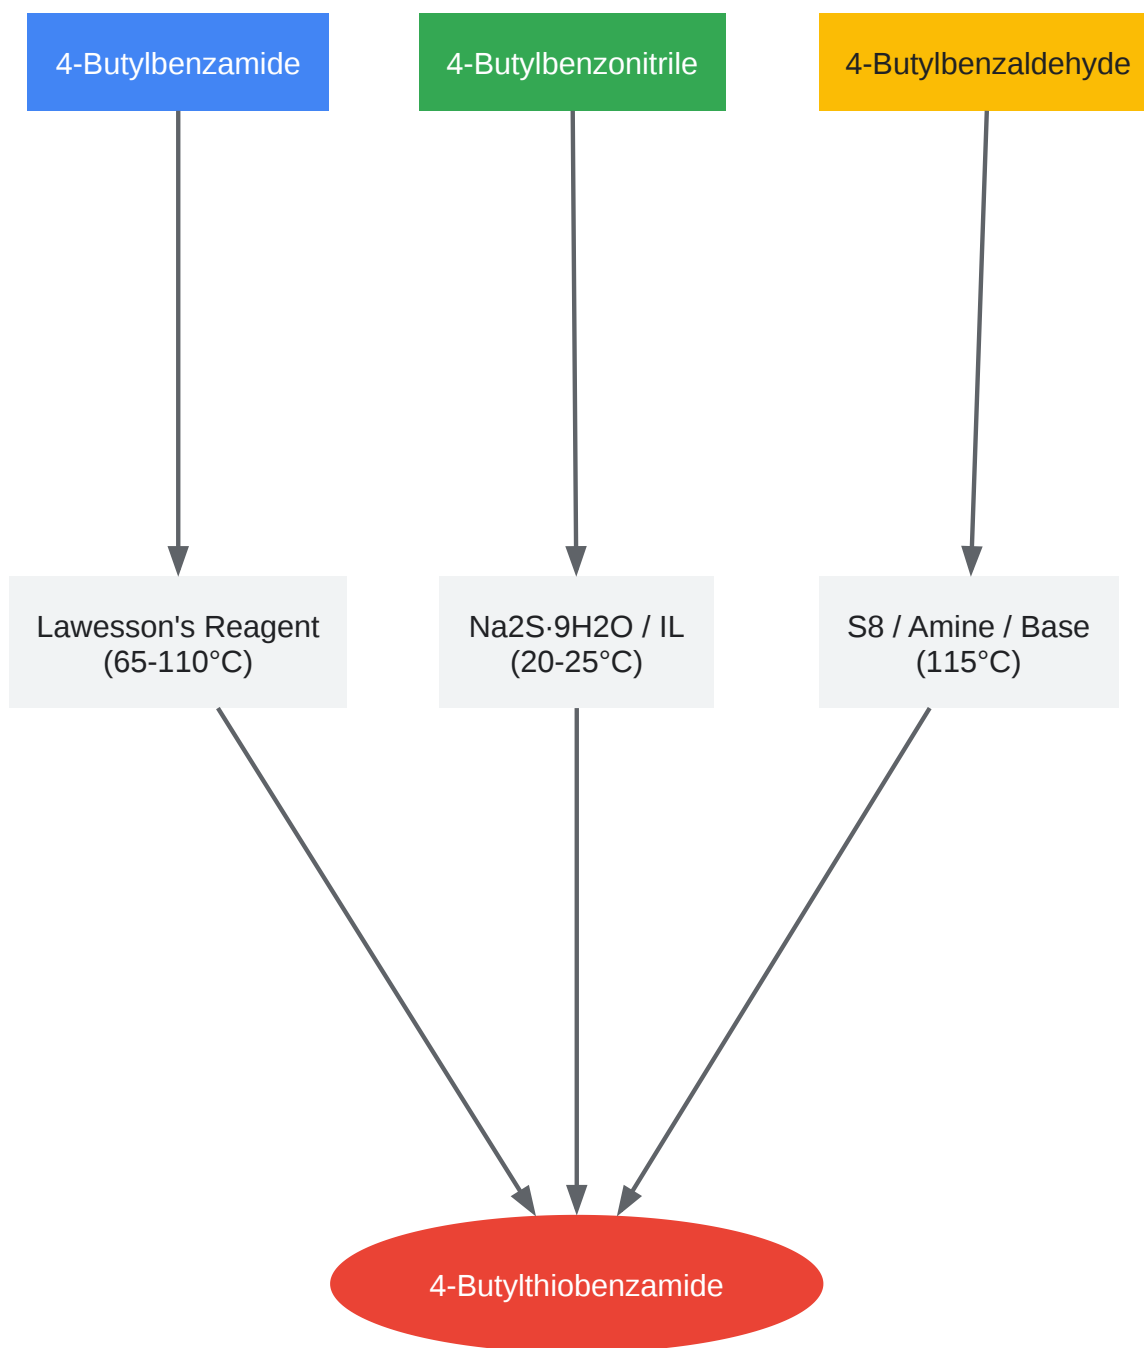 4-Butylbenzamide
4-Butylbenzonitrile
4-Butylbenzaldehyde
Lawesson's Reagent
(65-110°C)
Na2S·9H2O / IL
(20-25°C)
S8 / Amine / Base
(115°C)
4-Butylthiobenzamide